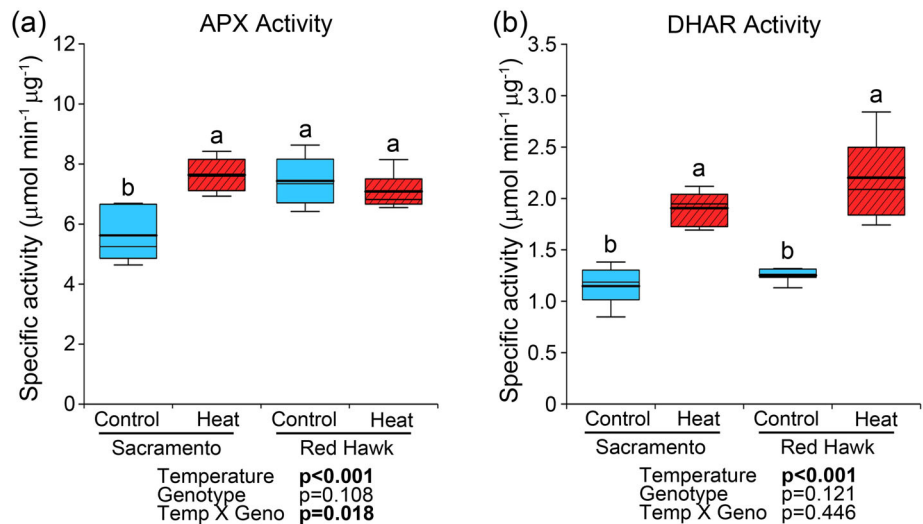 (a) APX Activity
Specific activity (μmol min⁻¹ μg⁻¹)
14
12
10
8
6
4
2
0
b
a
a
a
Control Heat Control Heat
Sacramento Red Hawk
Temperature p<0.001
Genotype p=0.108
Temp X Geno p=0.018
(b) DHAR Activity
Specific activity (μmol min⁻¹ μg⁻¹)
3.5
3.0
2.5
2.0
1.5
1.0
0.5
0
b
a
b
a
Control Heat Control Heat
Sacramento Red Hawk
Temperature p<0.001
Genotype p=0.121
Temp X Geno p=0.446